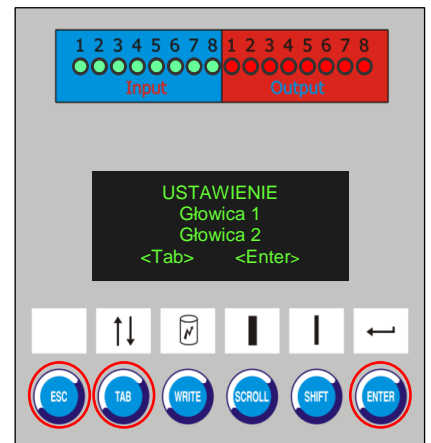 1 2 3 4 5 6 7 8 1 2 3 4 5 6 7 8
Input Output
USTAWIENIE
Głowica 1
Głowica 2
<Tab> <Enter>
ESC TAB WRITE SCROLL SHIFT ENTER